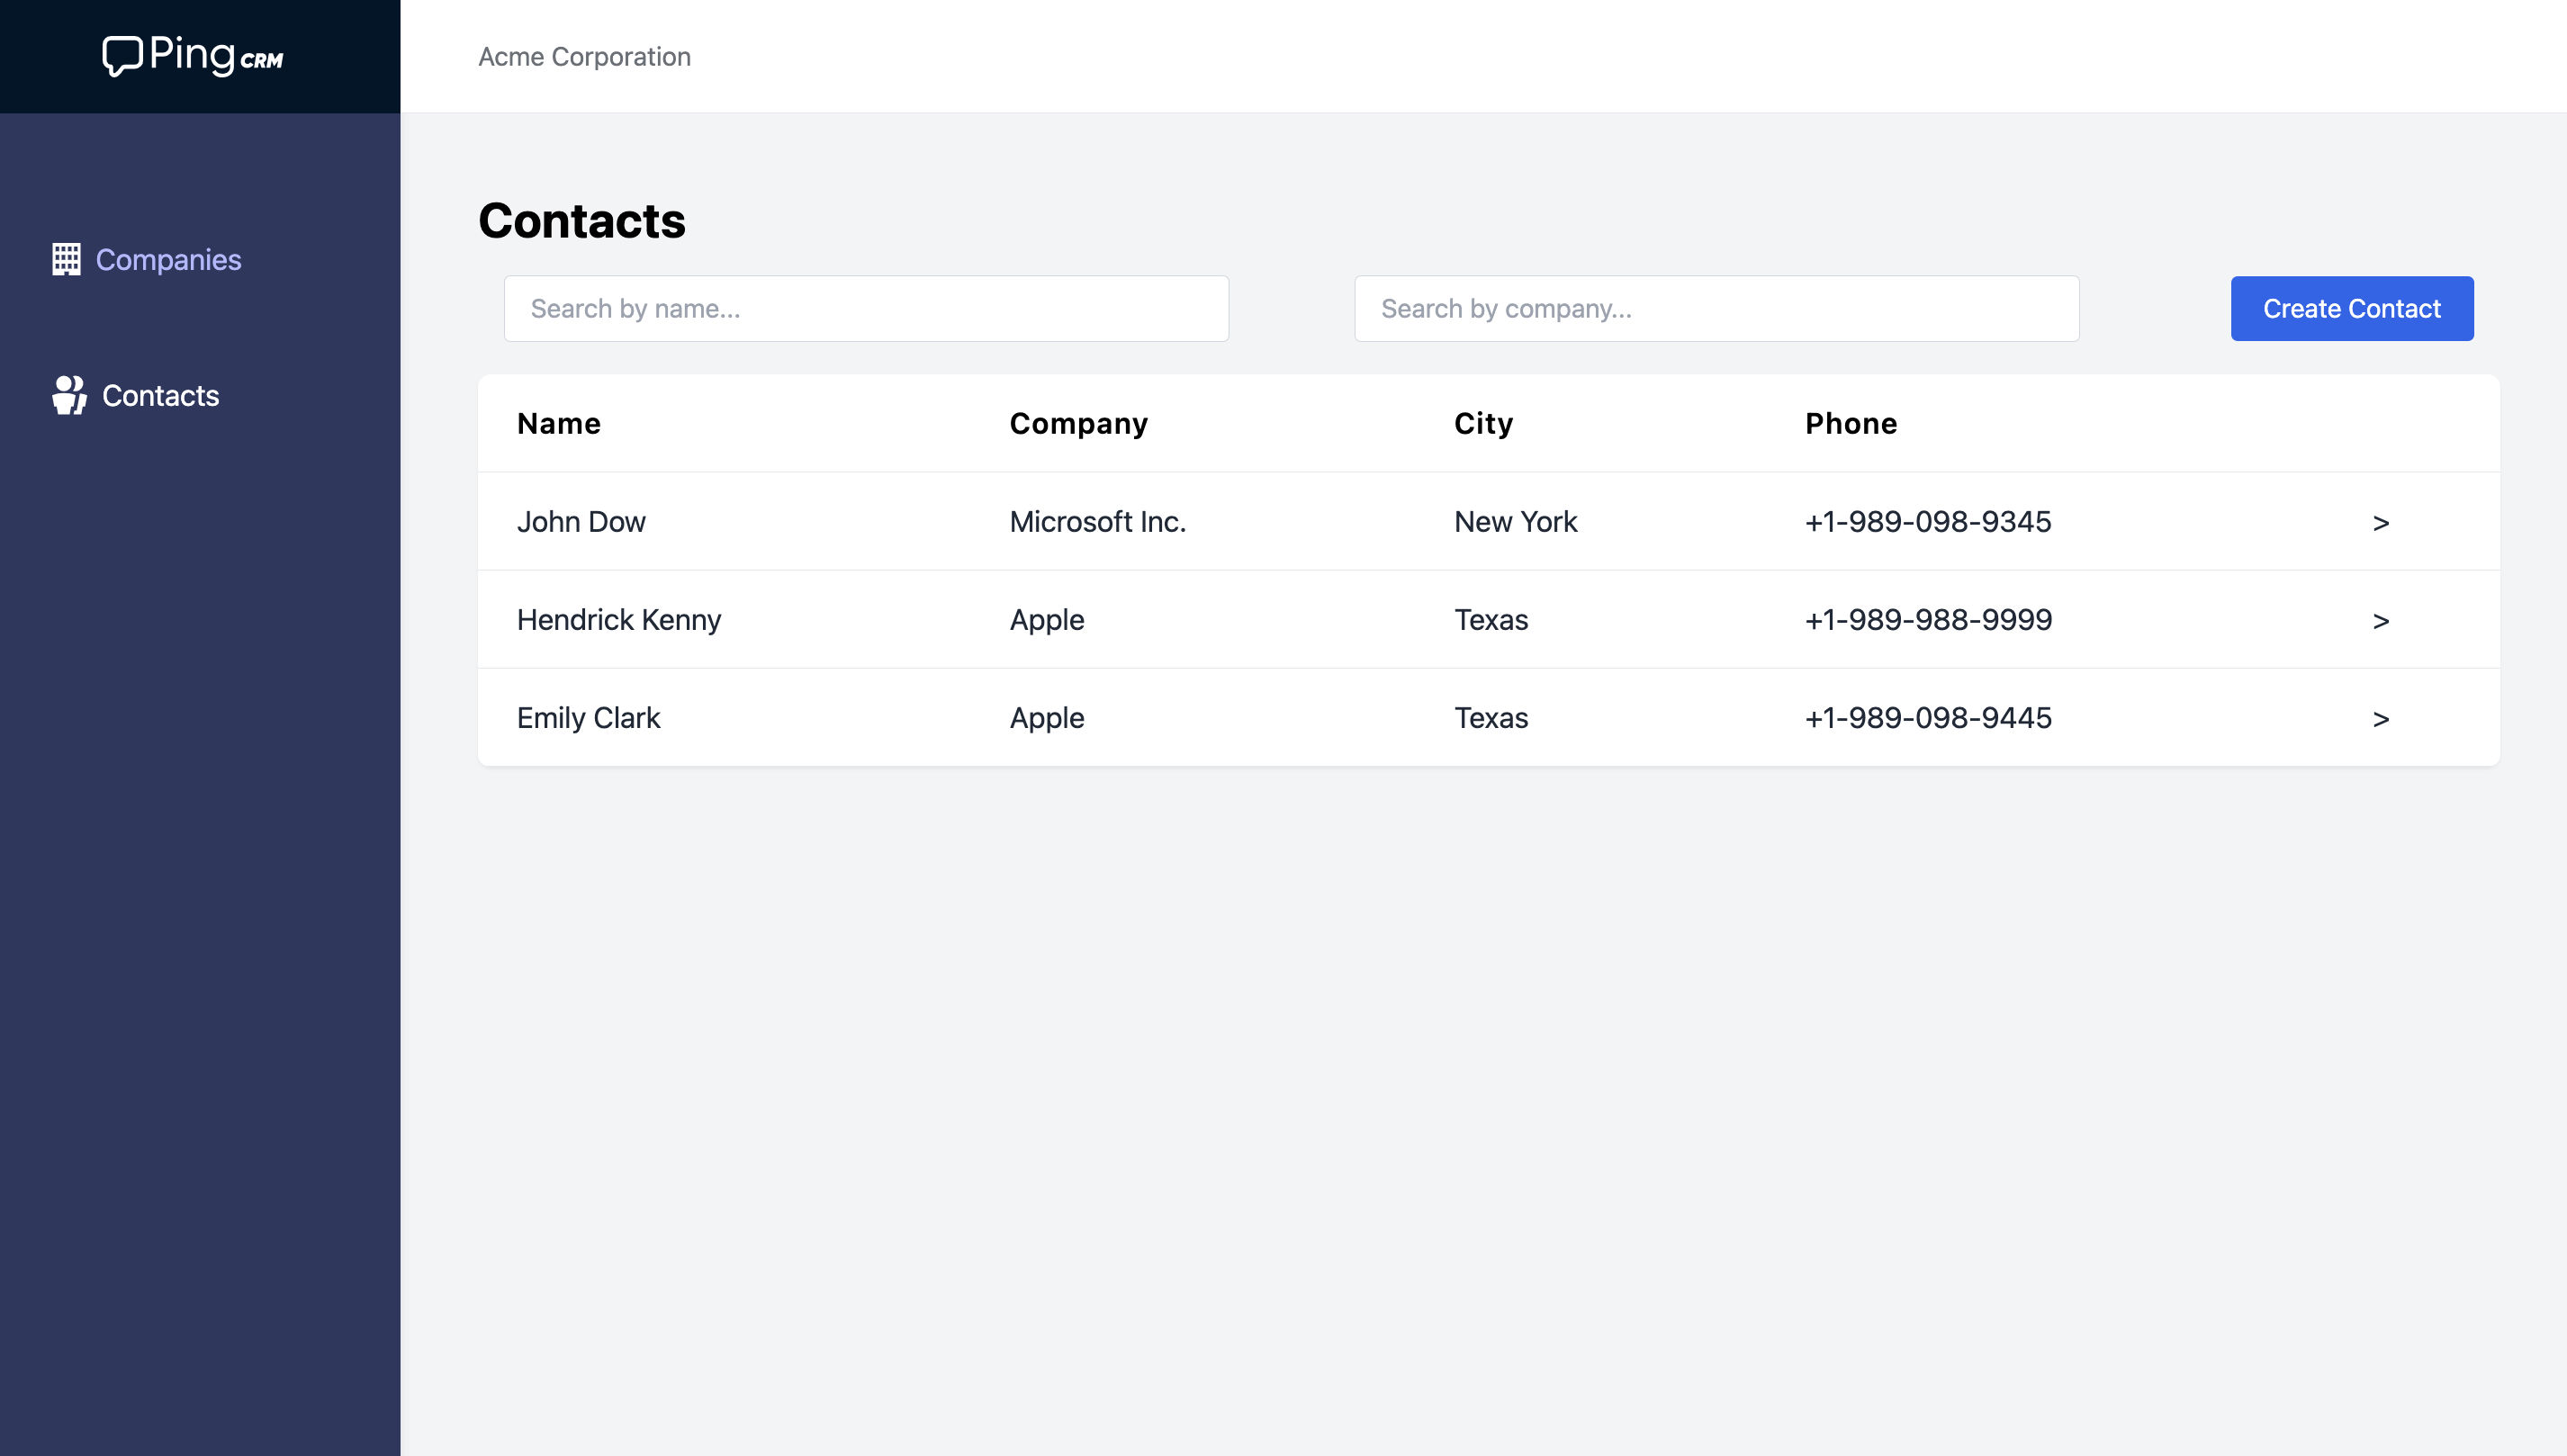 Ping CRM
Acme Corporation
Companies
Contacts
Contacts
Search by name...
Search by company...
Create Contact
Name Company City Phone
John Dow Microsoft Inc. New York +1-989-098-9345 >
Hendrick Kenny Apple Texas +1-989-988-9999 >
Emily Clark Apple Texas +1-989-098-9445 >